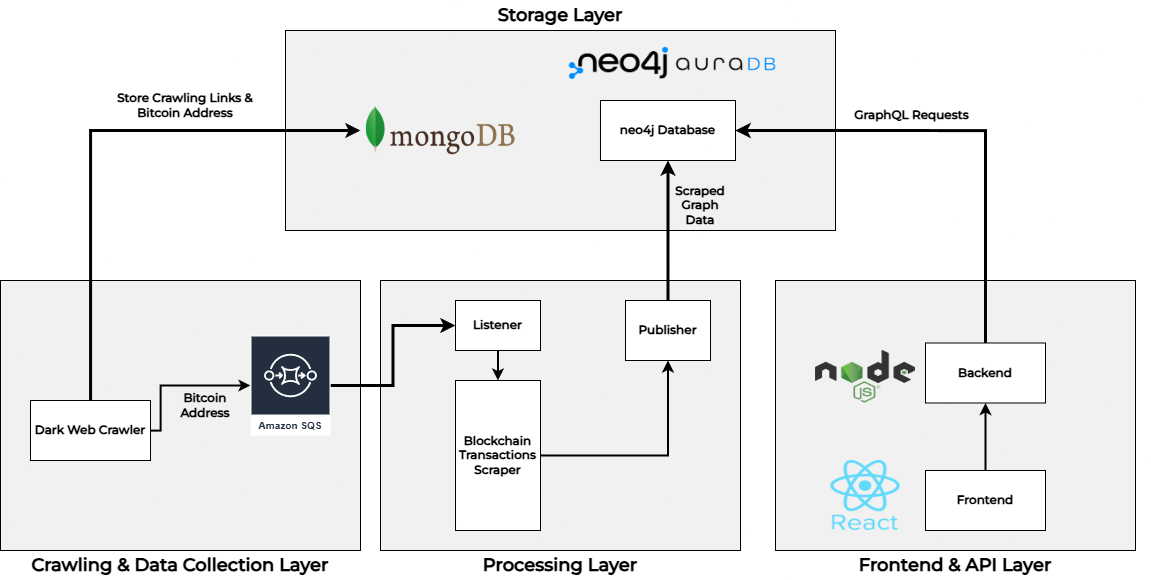 Storage Layer
neo4j auraDB
Store Crawling Links &
Bitcoin Address
mongoDB
neo4j Database
GraphQL Requests
Scraped
Graph
Data
Listener
Publisher
Amazon SQS
Bitcoin
Address
Dark Web Crawler
Blockchain
Transactions
Scraper
node
JS
Backend
React
Frontend
Crawling & Data Collection Layer
Processing Layer
Frontend & API Layer